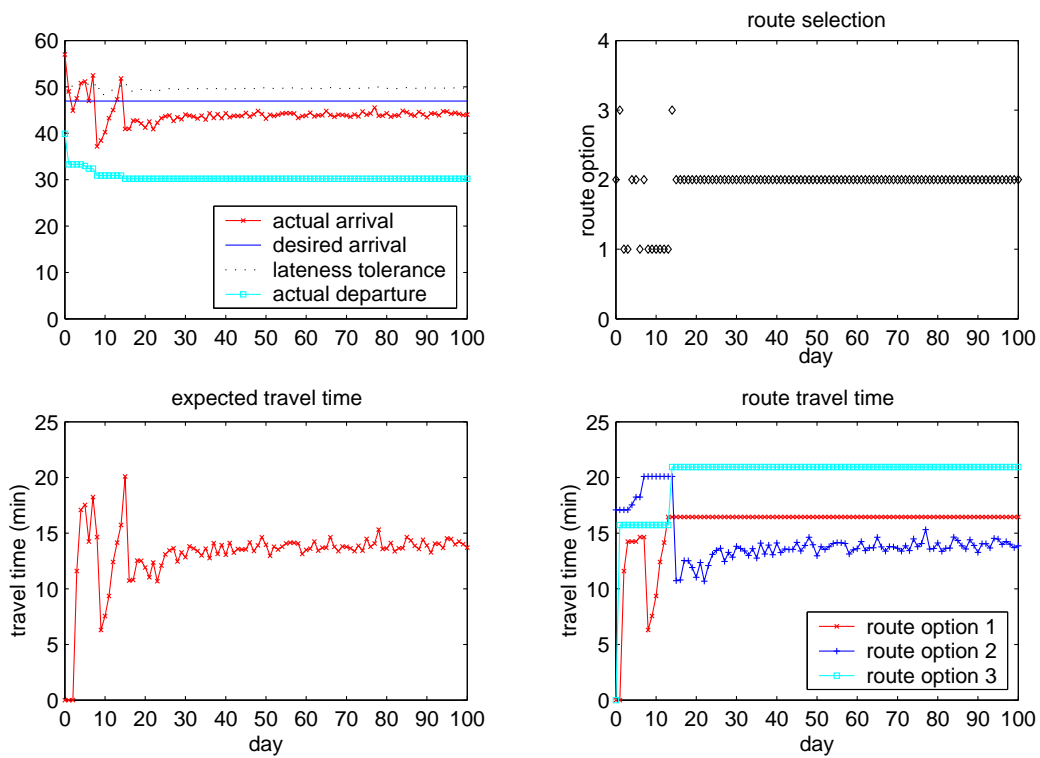 60
50
40
30
20
10
0
0 10 20 30 40 50 60 70 80 90 100
actual arrival
desired arrival
lateness tolerance
actual departure
route selection
4
3
2
1
0
route option
0 10 20 30 40 50 60 70 80 90 100
day
expected travel time
25
20
15
10
5
0
travel time (min)
0 10 20 30 40 50 60 70 80 90 100
day
route travel time
25
20
15
10
5
0
travel time (min)
0 10 20 30 40 50 60 70 80 90 100
day
route option 1
route option 2
route option 3